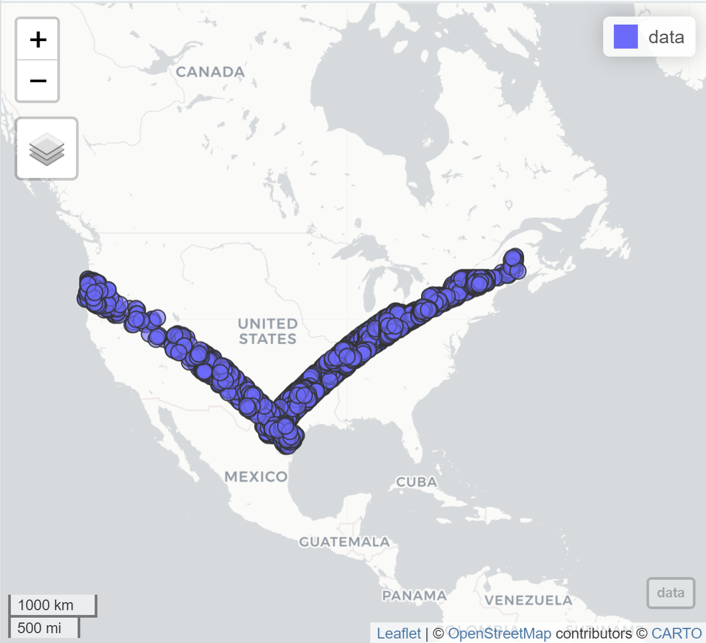 +
data
CANADA
−
UNITED
STATES
MEXICO
CUBA
GUATEMALA
PANAMA
VENEZUELA
data
1000 km
500 mi
Leaflet | © OpenStreetMap contributors © CARTO